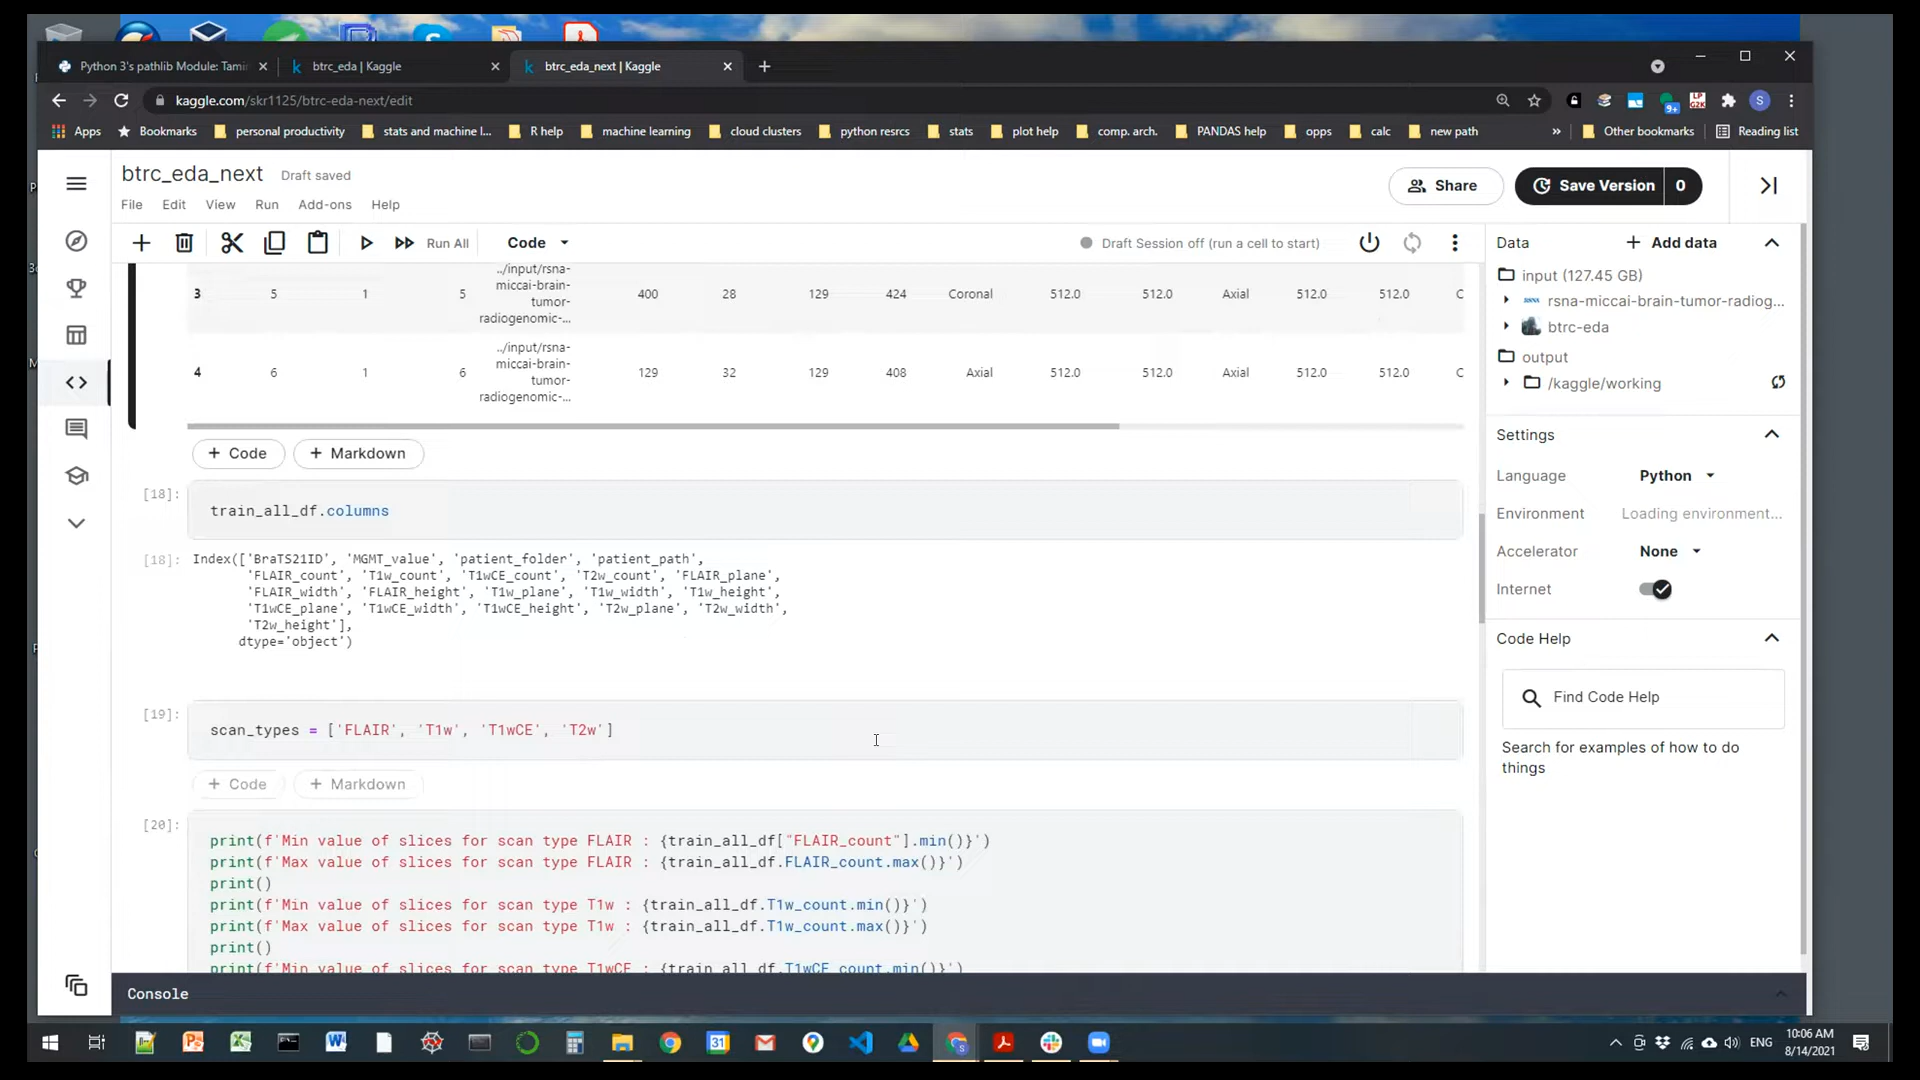 Python 3's pathlib Module: Tami
btrc_eda | Kaggle
btrc_eda_next | Kaggle
kaggle.com/skr1125/btrc-eda-next/edit
Apps
Bookmarks
personal productivity
stats and machine l...
R help
machine learning
cloud clusters
python resrcs
stats
plot help
comp. arch.
PANDAS help
opps
calc
new path
»
Other bookmarks
Reading list
btrc_eda_next
Draft saved
Share
Save Version
0
File
Edit
View
Run
Add-ons
Help
Run All
Code
Draft Session off (run a cell to start)
3
5
1
5
../input/rsna-
miccai-brain-
tumor-
radiogenomic-...
400
28
129
424
Coronal
512.0
512.0
Axial
512.0
512.0
C
4
6
1
6
../input/rsna-
miccai-brain-
tumor-
radiogenomic-...
129
32
129
408
Axial
512.0
512.0
Axial
512.0
512.0
C
+ Code
+ Markdown
[18]:
train_all_df.columns
[18]:
Index(['BraTS21ID', 'MGMT_value', 'patient_folder', 'patient_path',
'FLAIR_count', 'T1w_count', 'T1wCE_count', 'T2w_count', 'FLAIR_plane',
'FLAIR_width', 'FLAIR_height', 'T1w_plane', 'T1w_width', 'T1w_height',
'T1wCE_plane', 'T1wCE_width', 'T1wCE_height', 'T2w_plane', 'T2w_width',
'T2w_height'],
dtype='object')
[19]:
scan_types = ['FLAIR', 'T1w', 'T1wCE', 'T2w']
+ Code
+ Markdown
[20]:
print(f'Min value of slices for scan type FLAIR : {train_all_df["FLAIR_count"].min()}')
print(f'Max value of slices for scan type FLAIR : {train_all_df.FLAIR_count.max()}')
print()
print(f'Min value of slices for scan type T1w : {train_all_df.T1w_count.min()}')
print(f'Max value of slices for scan type T1w : {train_all_df.T1w_count.max()}')
print()
print(f'Min value of slices for scan type T1wCE : {train_all_df.T1wCE_count.min()}')
Console
Data
Add data
input (127.45 GB)
rsna-miccai-brain-tumor-radiog...
btrc-eda
output
/kaggle/working
Settings
Language
Python
Environment
Loading environment...
Accelerator
None
Internet
Code Help
Find Code Help
Search for examples of how to do
things
ENG
10:06 AM
8/14/2021